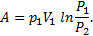 A = p₁V₁ ln P₁/P₂.